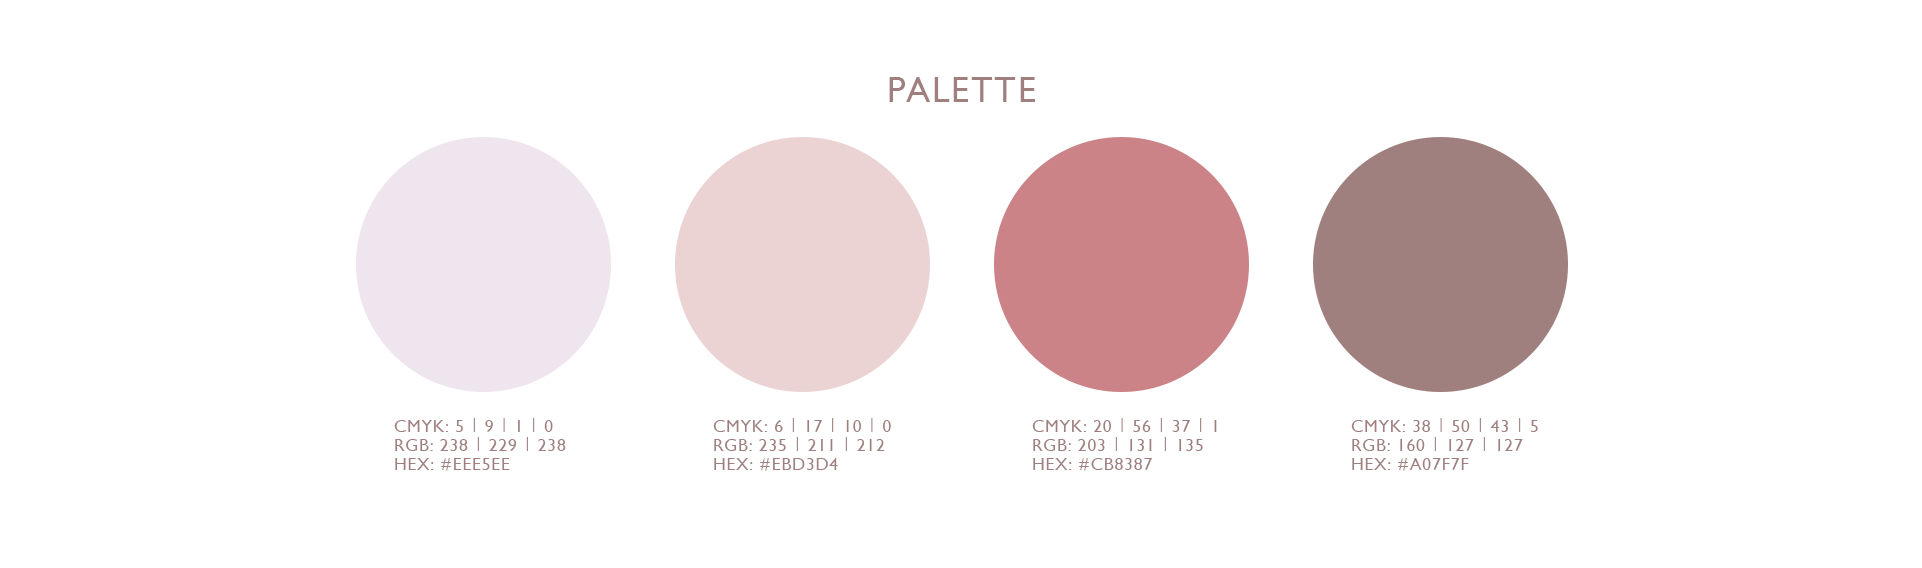 PALETTE
CMYK: 5 | 9 | 1 | 0
RGB: 238 | 229 | 238
HEX: #EEE5EE
CMYK: 6 | 17 | 10 | 0
RGB: 235 | 211 | 212
HEX: #EBD3D4
CMYK: 20 | 56 | 37 | 1
RGB: 203 | 131 | 135
HEX: #CB8387
CMYK: 38 | 50 | 43 | 5
RGB: 160 | 127 | 127
HEX: #A07F7F